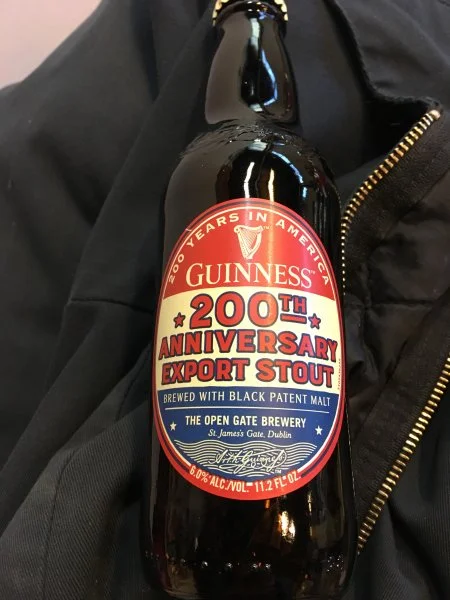 200 YEARS IN AMERICA
GUINNESS
200TH
ANNIVERSARY
EXPORT STOUT
BREWED WITH BLACK PATENT MALT
THE OPEN GATE BREWERY
St. James's Gate, Dublin
6.0% ALC./VOL. 11.2 FL. OZ.